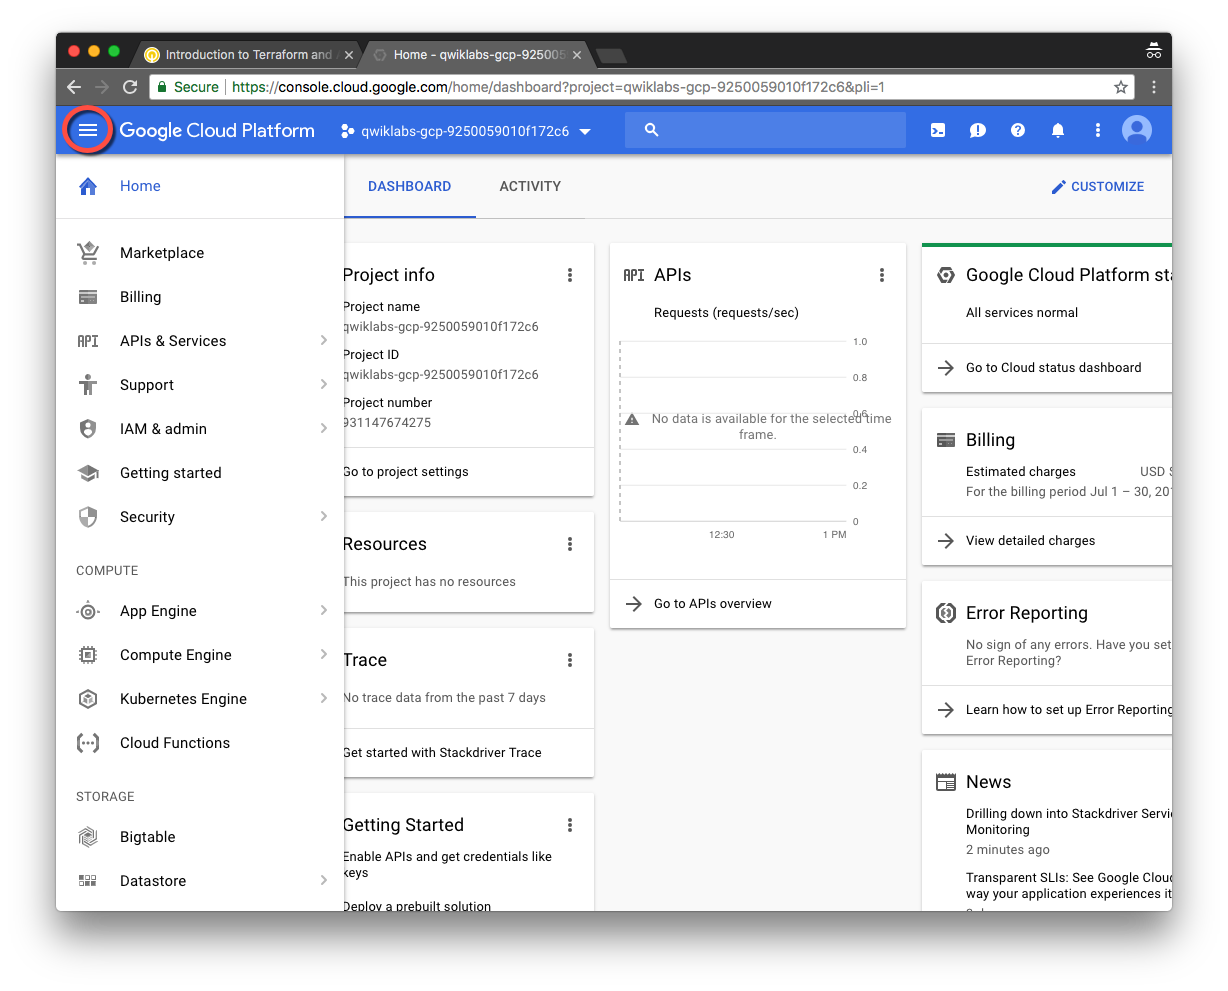 Introduction to Terraform and
Home - qwiklabs-gcp-925005
Secure
https://console.cloud.google.com/home/dashboard?project=qwiklabs-gcp-9250059010f172c6&pli=1
Google Cloud Platform
qwiklabs-gcp-9250059010f172c6
Home
Marketplace
Billing
API
APIs & Services
Support
IAM & admin
Getting started
Security
COMPUTE
App Engine
Compute Engine
Kubernetes Engine
Cloud Functions
STORAGE
Bigtable
Datastore
DASHBOARD
ACTIVITY
CUSTOMIZE
Project info
Project name
qwiklabs-gcp-9250059010f172c6
Project ID
qwiklabs-gcp-9250059010f172c6
Project number
931147674275
Go to project settings
Resources
This project has no resources
Trace
No trace data from the past 7 days
Get started with Stackdriver Trace
Getting Started
Enable APIs and get credentials like
keys
Deploy a prebuilt solution
API
APIs
Requests (requests/sec)
1.0
0.8
0.6
No data is available for the selected time
frame.
0.4
0.2
0
12:30
1 PM
Go to APIs overview
Google Cloud Platform sta
All services normal
Go to Cloud status dashboard
Billing
Estimated charges
USD $
For the billing period Jul 1 – 30, 201
View detailed charges
Error Reporting
No sign of any errors. Have you set
Error Reporting?
Learn how to set up Error Reporting
News
Drilling down into Stackdriver Servic
Monitoring
2 minutes ago
Transparent SLIs: See Google Cloud
way your application experiences it